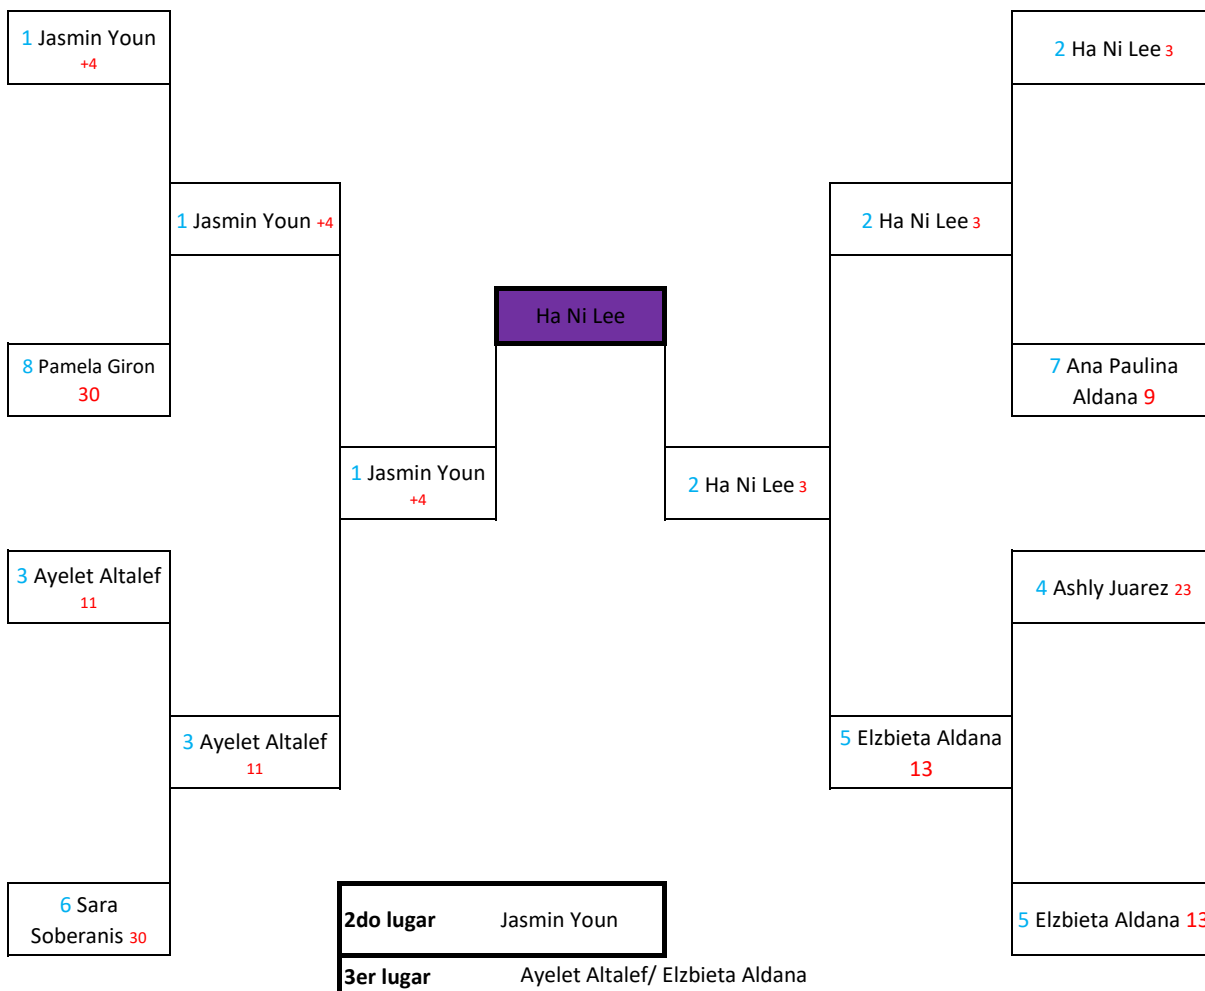 1 Jasmin Youn
+4
2 Ha Ni Lee 3
1 Jasmin Youn +4
2 Ha Ni Lee 3
Ha Ni Lee
8 Pamela Giron
30
7 Ana Paulina
Aldana 9
1 Jasmin Youn
+4
2 Ha Ni Lee 3
3 Ayelet Altalef
11
4 Ashly Juarez 23
3 Ayelet Altalef
11
5 Elzbieta Aldana
13
6 Sara
Soberanis 30
2do lugar Jasmin Youn
5 Elzbieta Aldana 13
3er lugar Ayelet Altalef/ Elzbieta Aldana